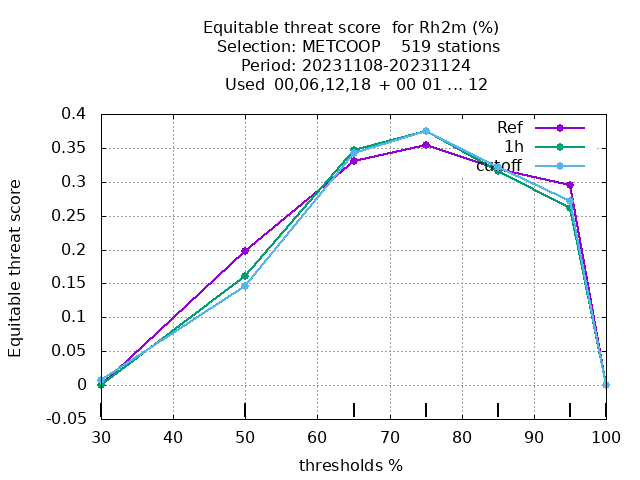 Equitable threat score  for Rh2m (%)
Selection: METCOOP    519 stations
Period: 20231108-20231124
Used  00,06,12,18  + 00 01 ... 12
Equitable threat score
0.4
0.35
0.3
0.25
0.2
0.15
0.1
0.05
0
-0.05
Ref
1h
cutoff
30 40 50 60 70 80 90 100
thresholds %